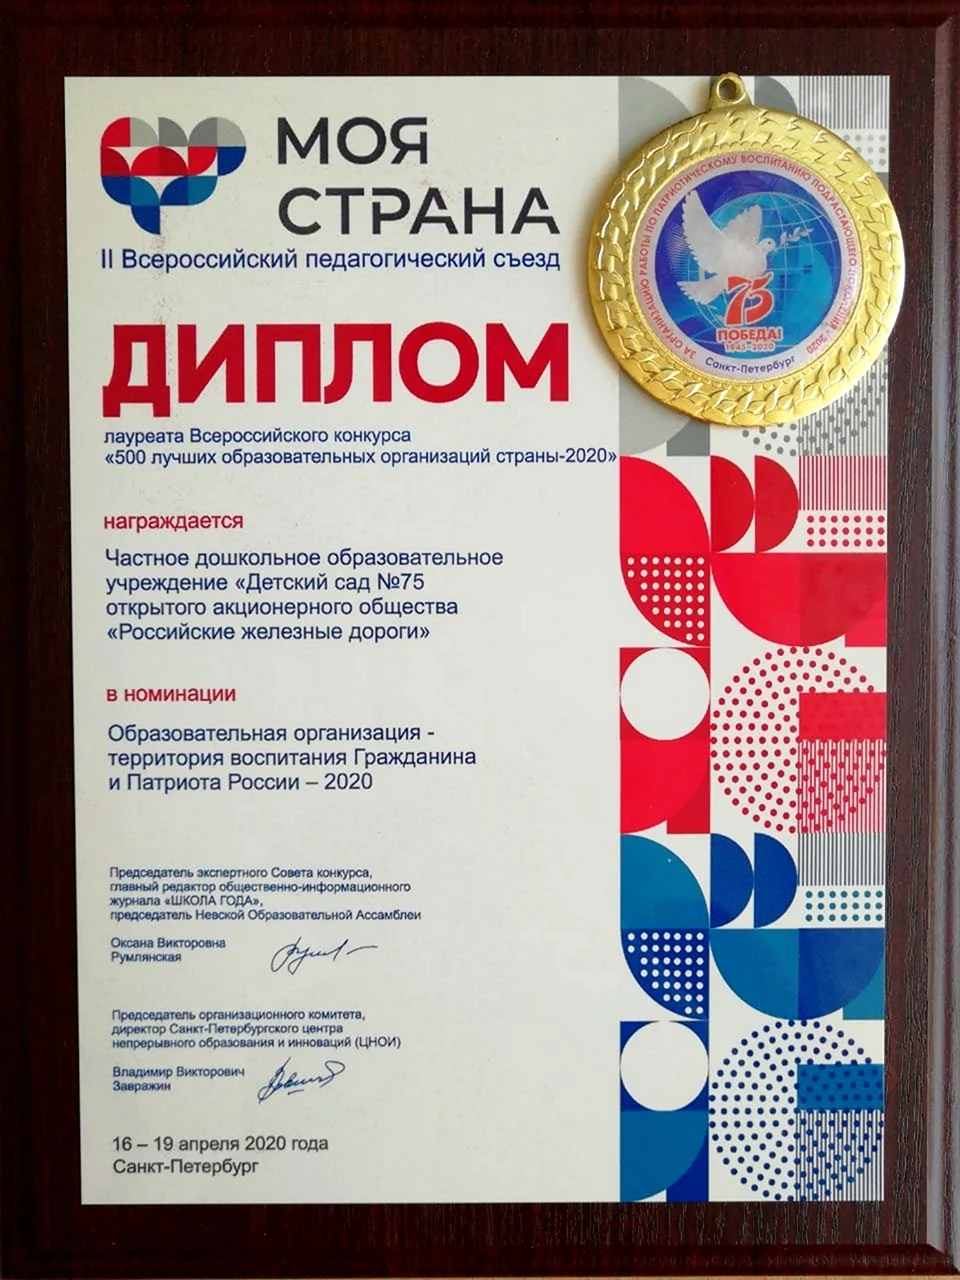 МОЯ
СТРАНА
II Всероссийский педагогический съезд
ДИПЛОМ
лауреата Всероссийского конкурса
«500 лучших образовательных организаций страны-2020»
награждается
Частное дошкольное образовательное
учреждение «Детский сад №75
открытого акционерного общества
«Российские железные дороги»
в номинации
Образовательная организация -
территория воспитания Гражданина
и Патриота России – 2020
Председатель экспертного Совета конкурса,
главный редактор общественно-информационного
журнала «ШКОЛА ГОДА»,
председатель Невской Образовательной Ассамблеи
Оксана Викторовна
Румлянская
Председатель организационного комитета,
директор Санкт-Петербургского центра
непрерывного образования и инноваций (ЦНОИ)
Владимир Викторович
Завражин
16 – 19 апреля 2020 года
Санкт-Петербург
ЗА ОРГАНИЗАЦИЮ РАБОТЫ ПО ПАТРИОТИЧЕСКОМУ ВОСПИТАНИЮ ПОДРАСТАЮЩЕГО ПОКОЛЕНИЯ - 2020
75
ПОБЕДА!
1945-2020
Санкт-Петербург